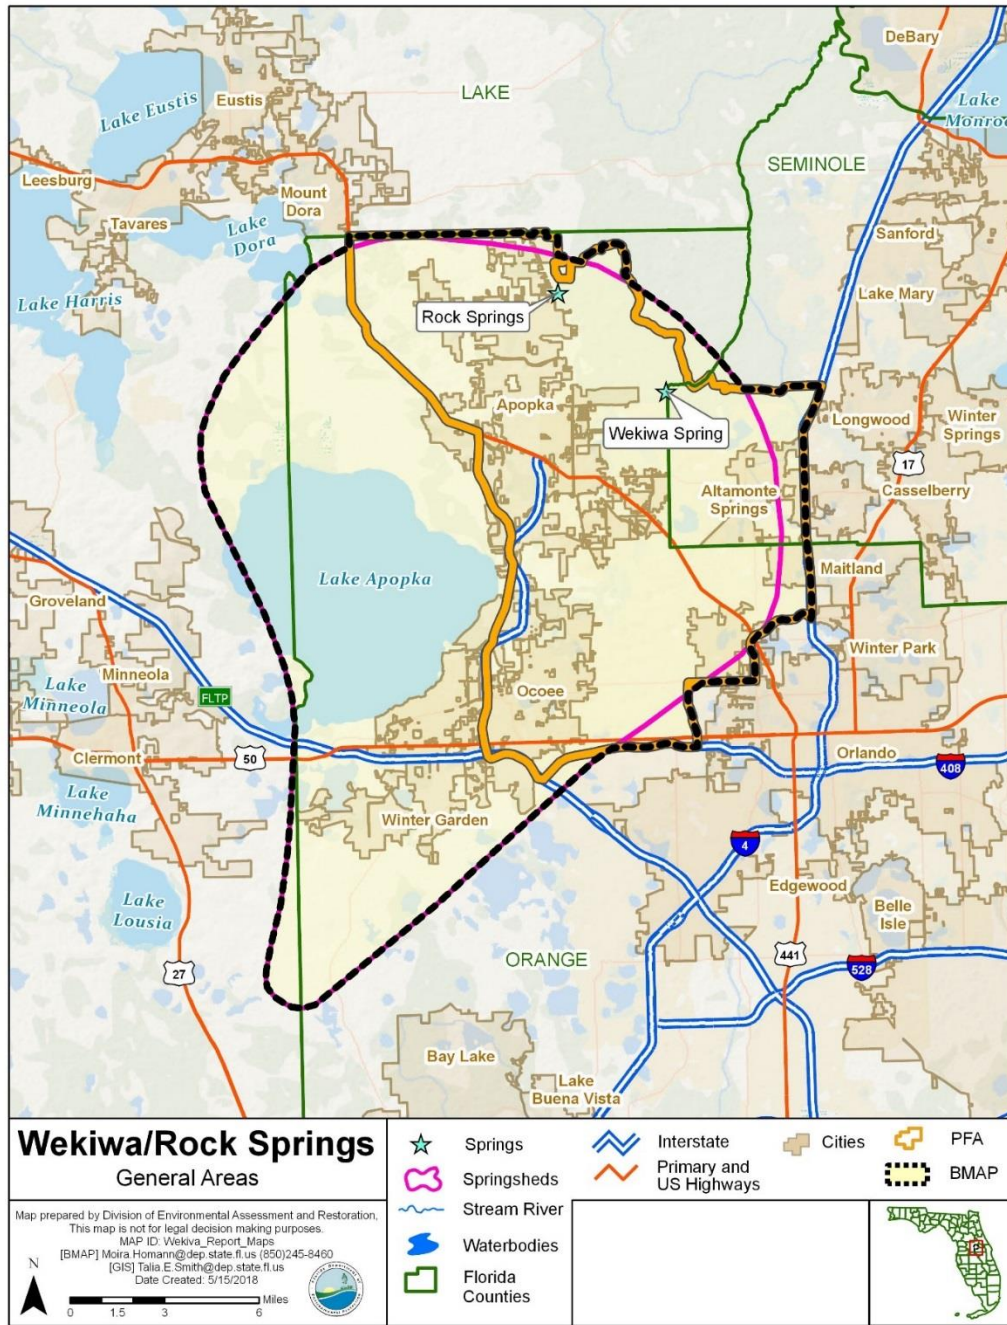 DeBary
LAKE
Lake
Monroe
Lake Eustis
Eustis
SEMINOLE
Leesburg
Mount
Dora
Tavares
Lake
Dora
Sanford
Lake Harris
Lake Mary
Rock Springs
Apopka
Longwood
Winter
Springs
Wekiwa Spring
17
Altamonte
Springs
Casselberry
Lake Apopka
Maitland
Groveland
Winter Park
Minneola
Lake
Minneola
FLTP
Ocoee
Clermont
50
Orlando
408
Lake
Minnehaha
Winter Garden
4
Edgewood
Lake
Lousia
Belle
Isle
ORANGE
441
27
528
Bay Lake
Lake
Buena Vista
Wekiwa/Rock Springs
General Areas
Map prepared by Division of Environmental Assessment and Restoration.
This map is not for legal decision making purposes.
MAP ID: Wekiva_Report_Maps
[BMAP] Moira.Homann@dep.state.fl.us (850)245-8460
[GIS] Talia.E.Smith@dep.state.fl.us
Date Created: 5/15/2018
N
Miles
0 1.5 3 6
Springs
Springsheds
Stream River
Waterbodies
Florida
Counties
Interstate
Primary and
US Highways
Cities
PFA
BMAP